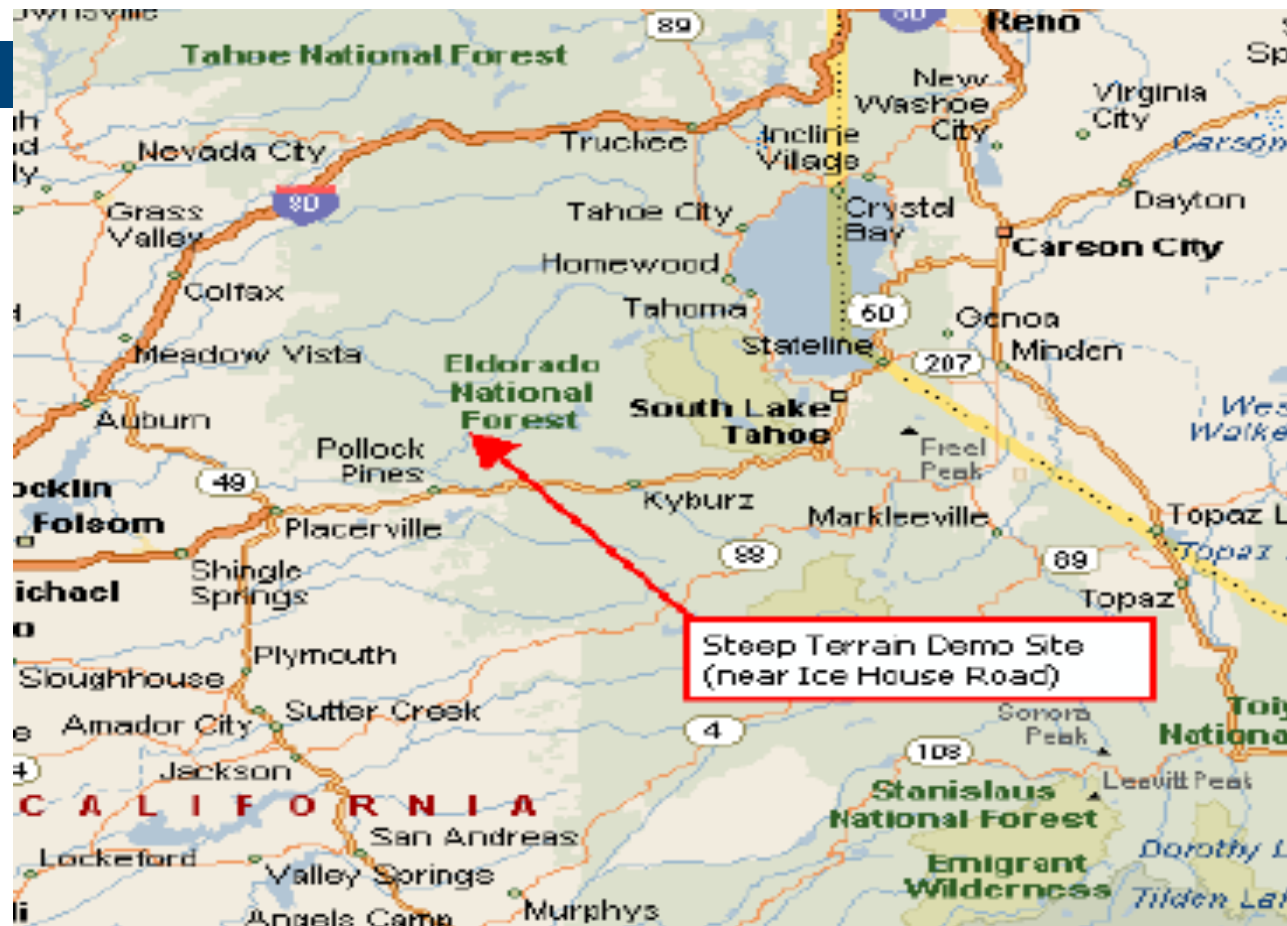 89
Reno
Tahoe National Forest
New
Washoe
City
Virginia
City
Truckee
Incline
Village
Nevada City
80
Grass
Valley
Tahoe City
Crystal
Bay
Dayton
Carson City
Homewood
Colfax
Tahoma
50
Genoa
Meadow Vista
Stateline
207
Minden
Eldorado
National
Forest
South Lake
Tahoe
Auburn
Freel
Peak
Pollock
Pines
49
Kyburz
Markleeville
Folsom
Placerville
88
89
Shingle
Springs
Topaz
Steep Terrain Demo Site
(near Ice House Road)
Plymouth
Sloughhouse
Sutter Creek
Amador City
Sonora
Peak
4
108
Jackson
Leavitt Peak
Stanislaus
National Forest
CALIFORNIA
San Andreas
Lockeford
Valley Springs
Emigrant
Wilderness
Murphys
Angels Camp